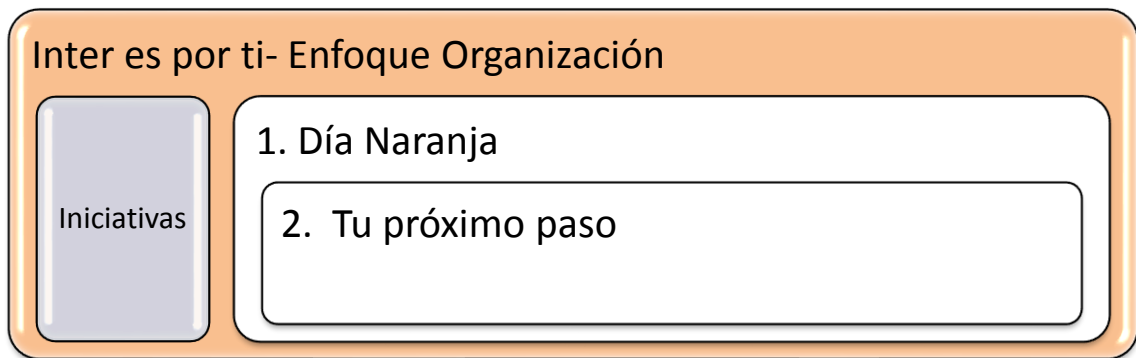 Inter es por ti- Enfoque Organización
1. Día Naranja
Iniciativas
2. Tu próximo paso